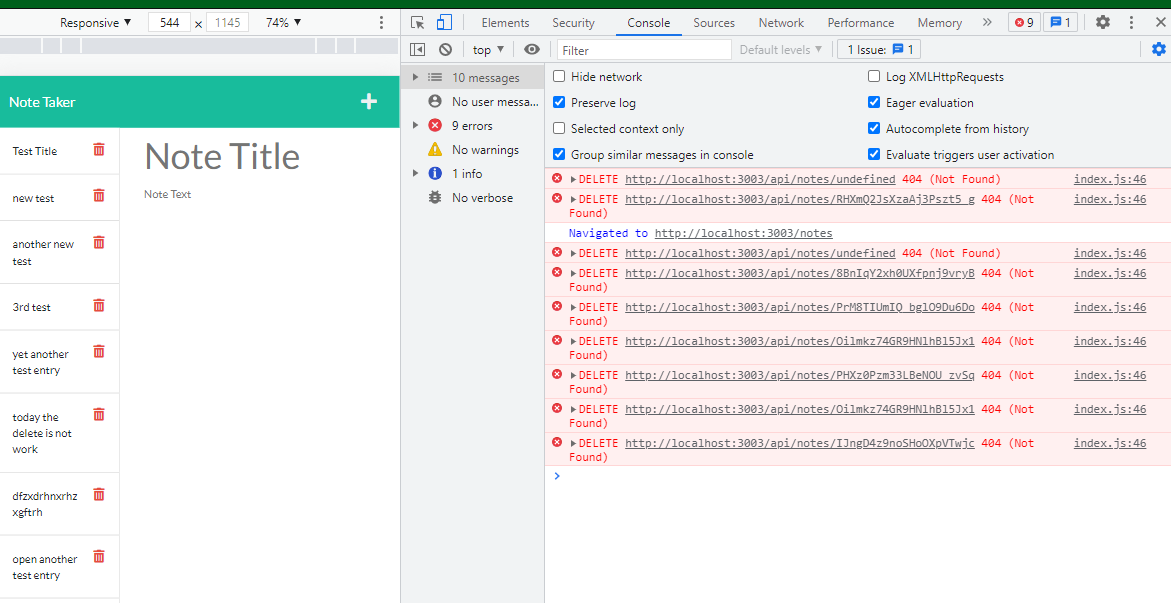 Responsive ▼ 544 x 1145 74% ▼
Elements Security Console Sources Network Performance Memory » 9 1
top ▼ Filter Default levels ▼ 1 Issue: 1
Note Taker +
Test Title
new test
another new
test
3rd test
yet another
test entry
today the
delete is not
work
dfzxdrhnxrhz
xgftrh
open another
test entry
Note Title
Note Text
10 messages
No user messa...
9 errors
No warnings
1 info
No verbose
Hide network Log XMLHttpRequests
Preserve log Eager evaluation
Selected context only Autocomplete from history
Group similar messages in console Evaluate triggers user activation
DELETE http://localhost:3003/api/notes/undefined 404 (Not Found) index.js:46
DELETE http://localhost:3003/api/notes/RHXmQ2JsXzaAj3Pszt5_g 404 (Not index.js:46
Found)
Navigated to http://localhost:3003/notes
DELETE http://localhost:3003/api/notes/undefined 404 (Not Found) index.js:46
DELETE http://localhost:3003/api/notes/8BnIqY2xh0UXfpnj9vryB 404 (Not index.js:46
Found)
DELETE http://localhost:3003/api/notes/PrM8TIUmIQ_bglO9Du6Do 404 (Not index.js:46
Found)
DELETE http://localhost:3003/api/notes/Oilmkz74GR9HNlhBl5Jx1 404 (Not index.js:46
Found)
DELETE http://localhost:3003/api/notes/PHXz0Pzm33LBeNOU_zvSq 404 (Not index.js:46
Found)
DELETE http://localhost:3003/api/notes/Oilmkz74GR9HNlhBl5Jx1 404 (Not index.js:46
Found)
DELETE http://localhost:3003/api/notes/IJngD4z9noSHoOXpVTwjc 404 (Not index.js:46
Found)